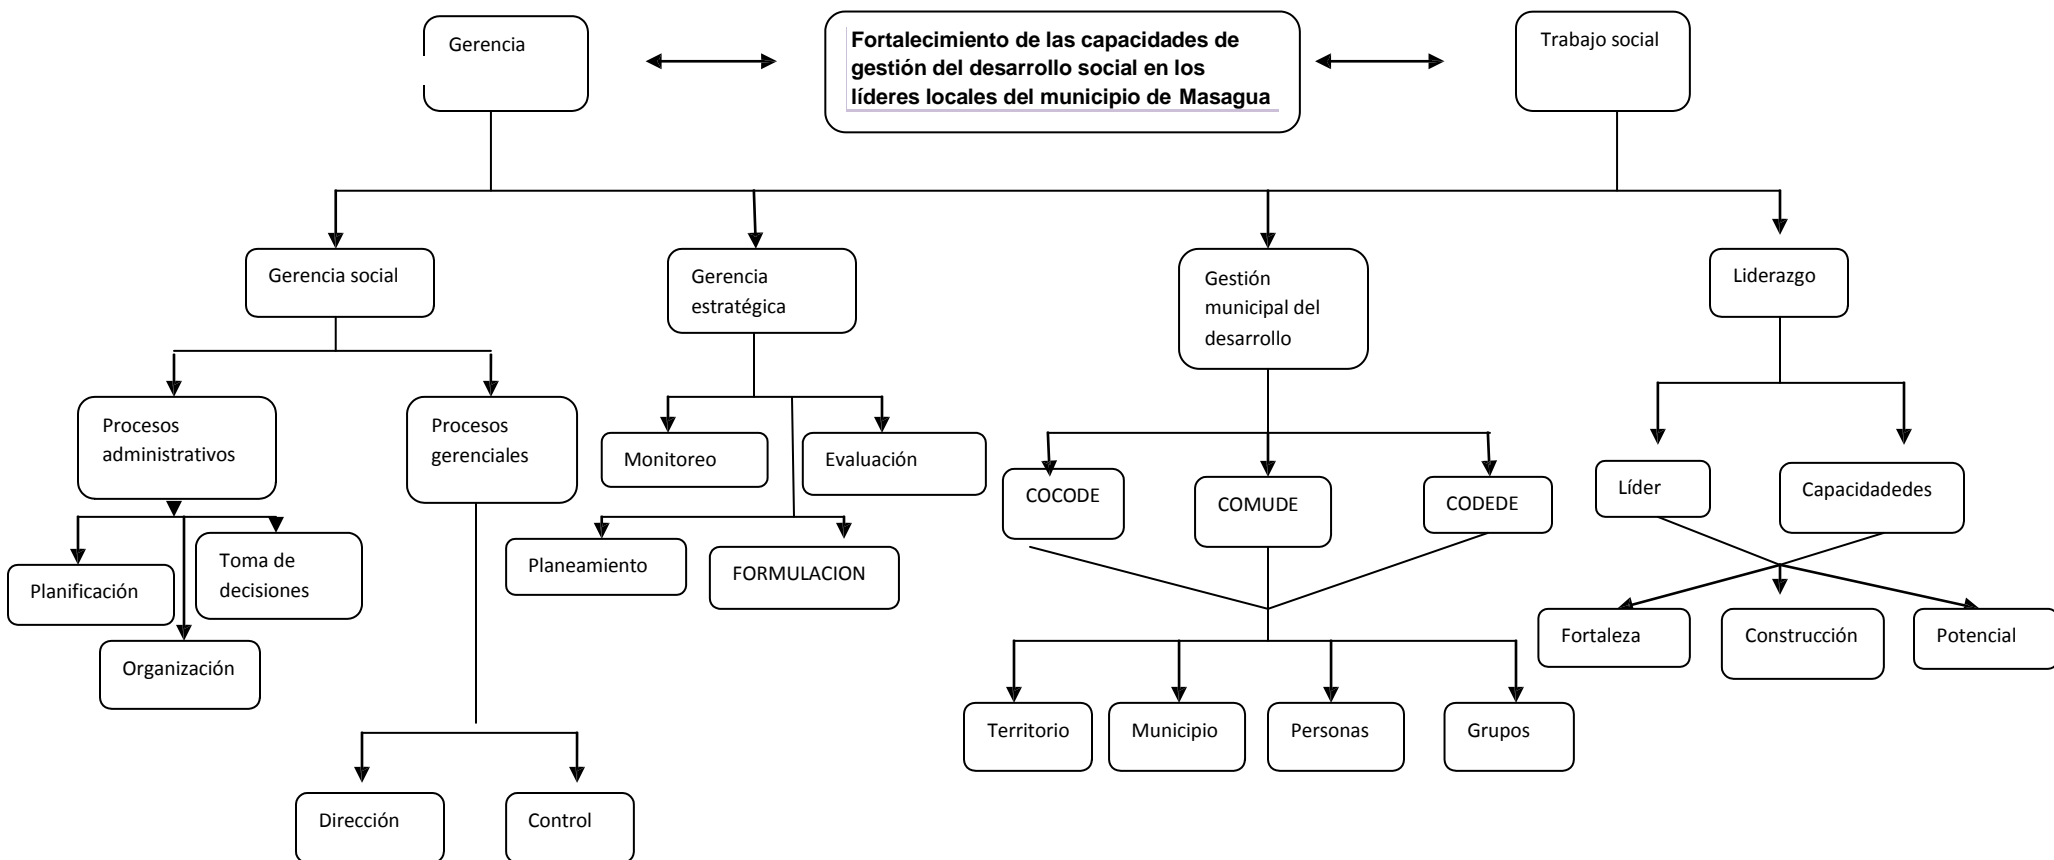 Gerencia
Fortalecimiento de las capacidades de
gestión del desarrollo social en los
líderes locales del municipio de Masagua
Trabajo social
Gerencia social
Gerencia
estratégica
Gestión
municipal del
desarrollo
Liderazgo
Procesos
administrativos
Procesos
gerenciales
Monitoreo
Evaluación
COCODE
COMUDE
CODEDE
Líder
Capacidadedes
Planificación
Toma de
decisiones
Planeamiento
FORMULACION
Organización
Fortaleza
Construcción
Potencial
Territorio
Municipio
Personas
Grupos
Dirección
Control